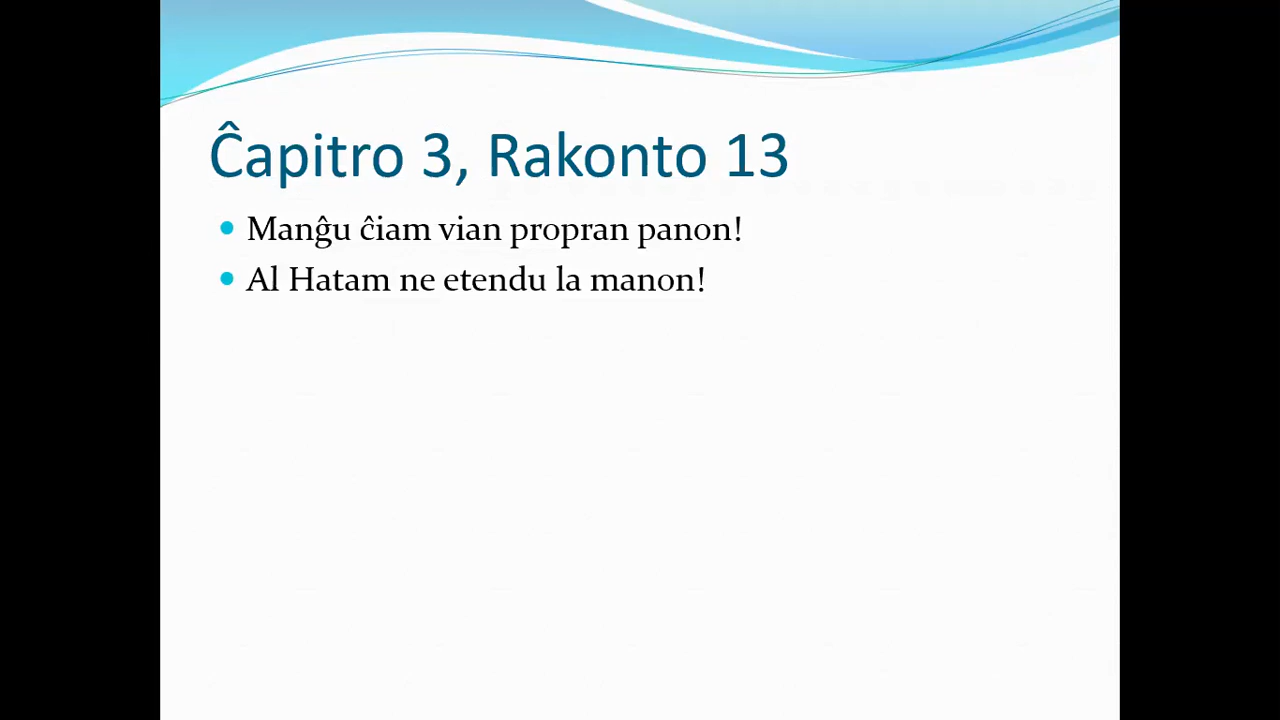 Ĉapitro 3, Rakonto 13
Manĝu ĉiam vian propran panon!
Al Hatam ne etendu la manon!